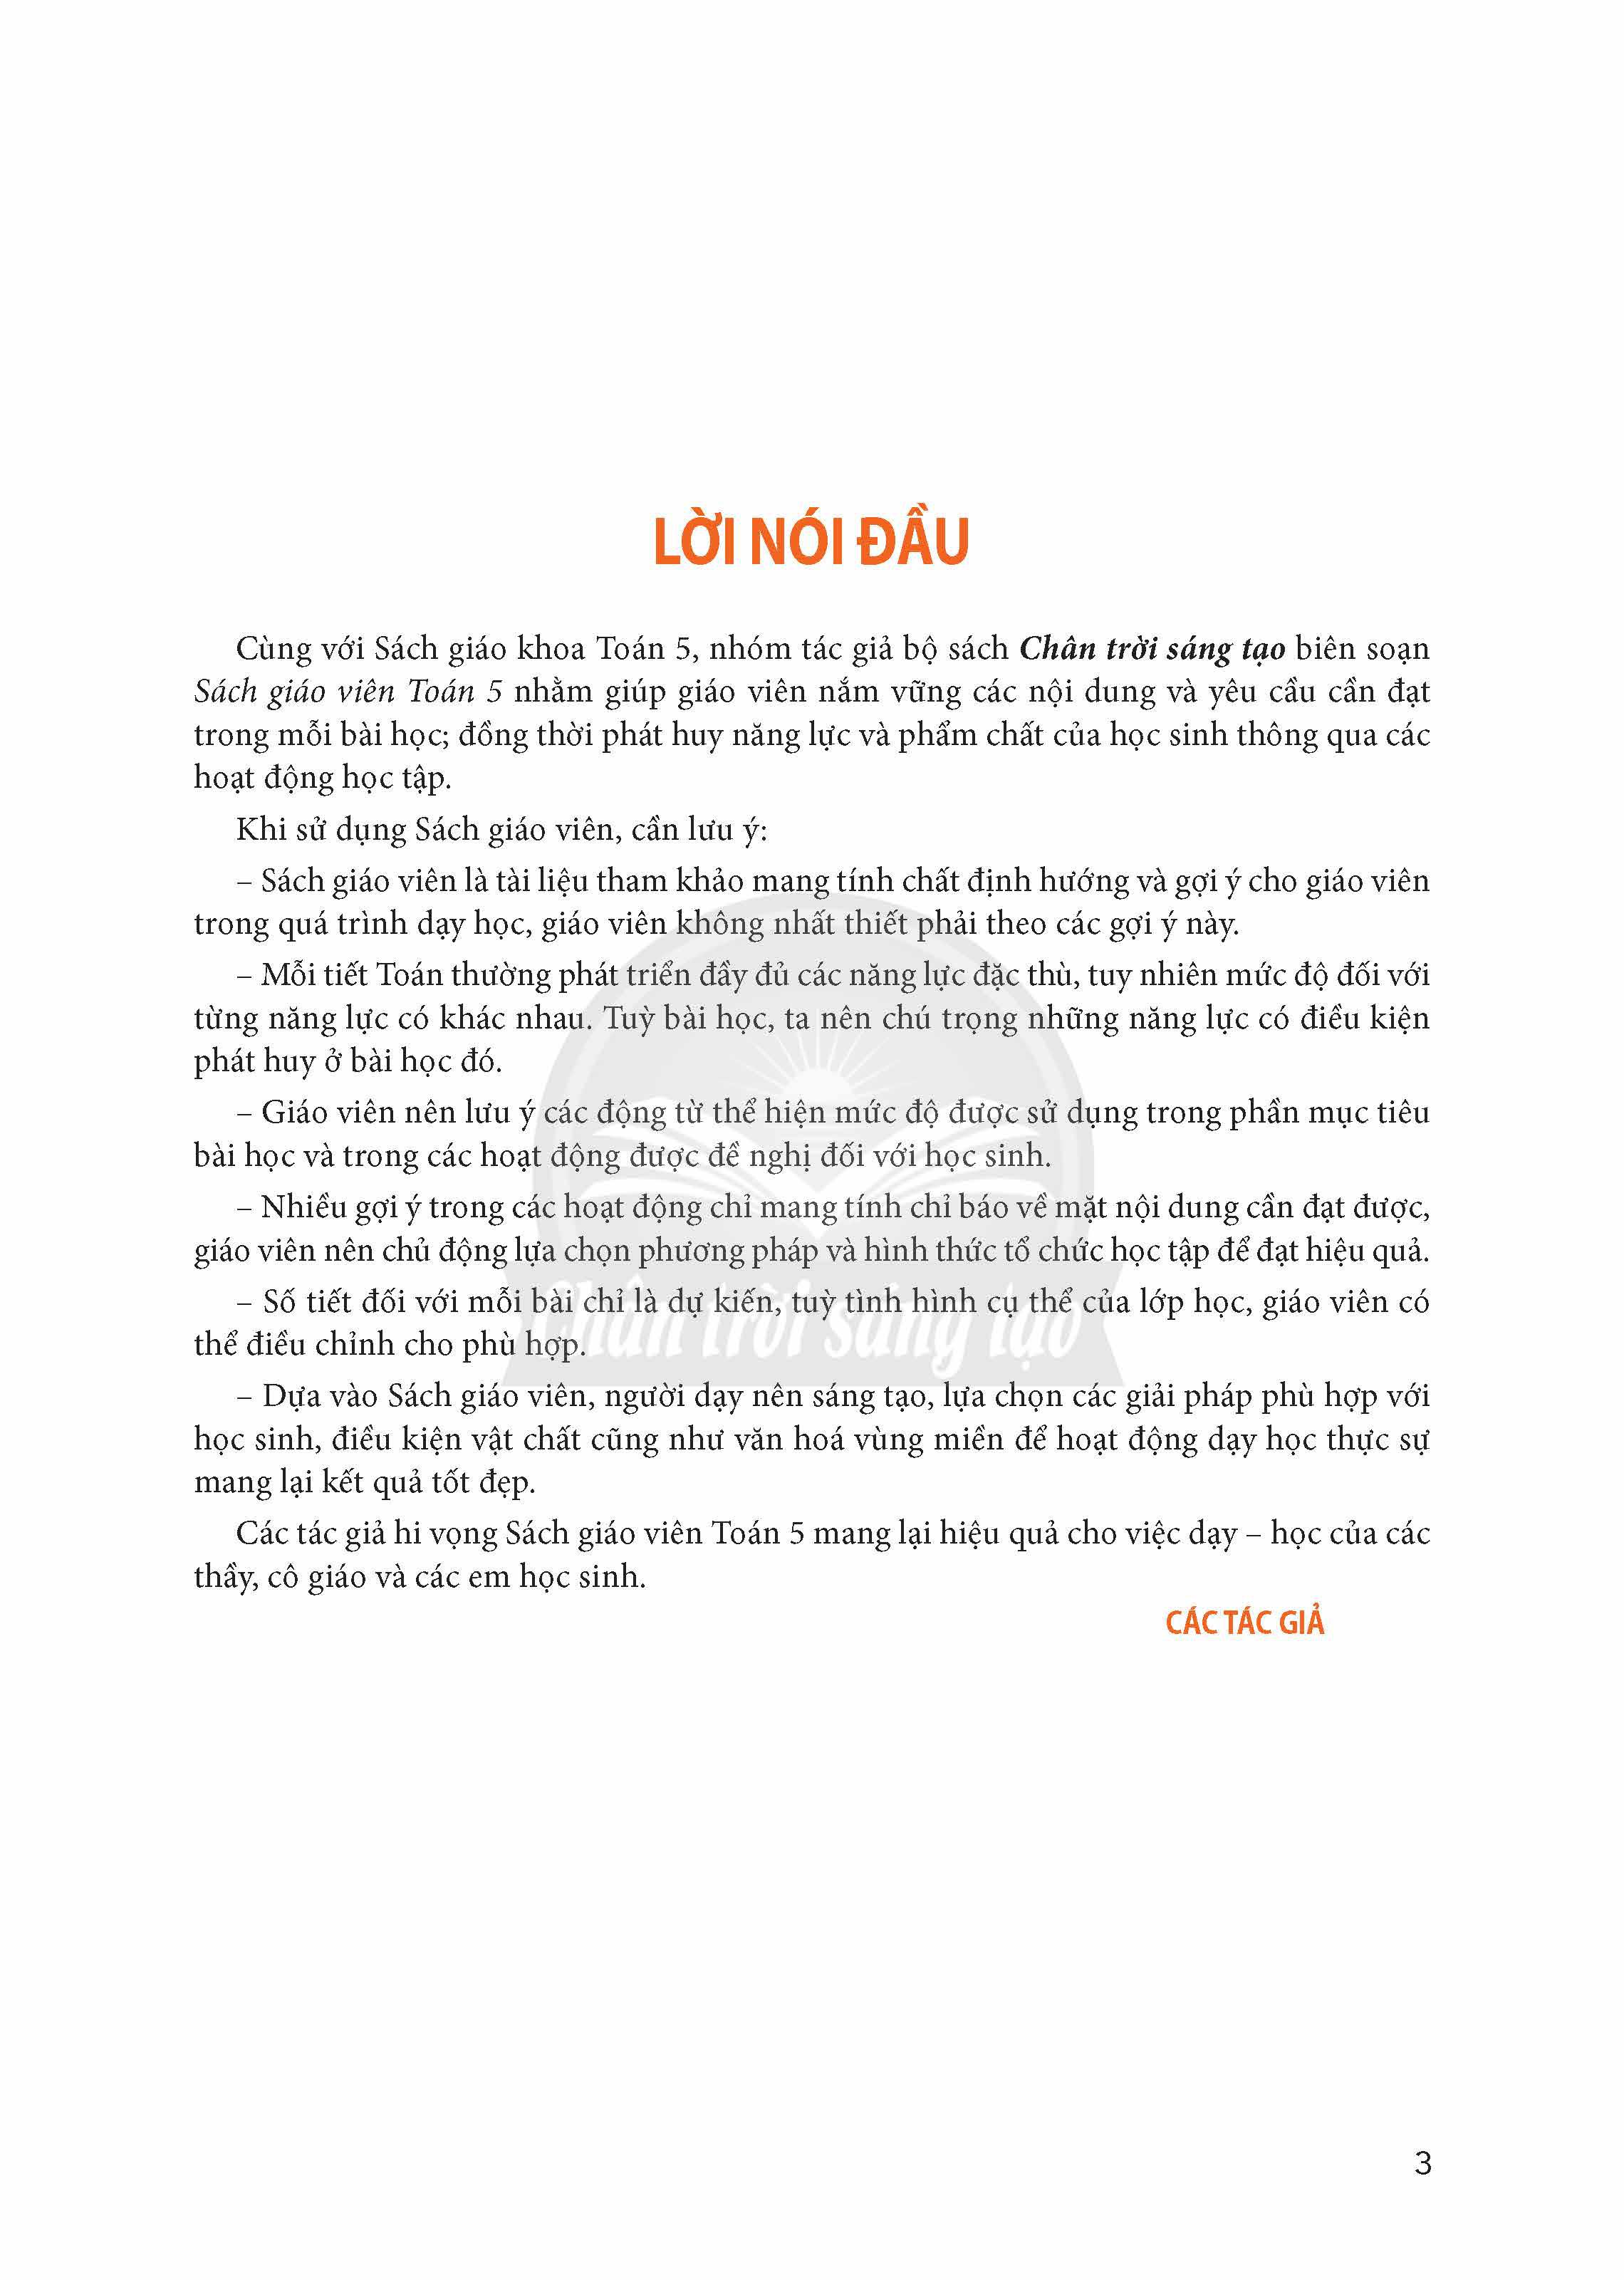 LỜI NÓI ĐẦU
Cùng với Sách giáo khoa Toán 5, nhóm tác giả bộ sách Chân trời sáng tạo biên soạn
Sách giáo viên Toán 5 nhằm giúp giáo viên nắm vững các nội dung và yêu cầu cần đạt
trong mỗi bài học; đồng thời phát huy năng lực và phẩm chất của học sinh thông qua các
hoạt động học tập.
Khi sử dụng Sách giáo viên, cần lưu ý:
– Sách giáo viên là tài liệu tham khảo mang tính chất định hướng và gợi ý cho giáo viên
trong quá trình dạy học, giáo viên không nhất thiết phải theo các gợi ý này.
– Mỗi tiết Toán thường phát triển đầy đủ các năng lực đặc thù, tuy nhiên mức độ đối với
từng năng lực có khác nhau. Tuỳ bài học, ta nên chú trọng những năng lực có điều kiện
phát huy ở bài học đó.
– Giáo viên nên lưu ý các động từ thể hiện mức độ được sử dụng trong phần mục tiêu
bài học và trong các hoạt động được đề nghị đối với học sinh.
– Nhiều gợi ý trong các hoạt động chỉ mang tính chỉ báo về mặt nội dung cần đạt được,
giáo viên nên chủ động lựa chọn phương pháp và hình thức tổ chức học tập để đạt hiệu quả.
– Số tiết đối với mỗi bài chỉ là dự kiến, tuỳ tình hình cụ thể của lớp học, giáo viên có
thể điều chỉnh cho phù hợp.
Chân trời sáng tạo
– Dựa vào Sách giáo viên, người dạy nên sáng tạo, lựa chọn các giải pháp phù hợp với
học sinh, điều kiện vật chất cũng như văn hoá vùng miền để hoạt động dạy học thực sự
mang lại kết quả tốt đẹp.
Các tác giả hi vọng Sách giáo viên Toán 5 mang lại hiệu quả cho việc dạy – học của các
thầy, cô giáo và các em học sinh.
CÁC TÁC GIẢ
3